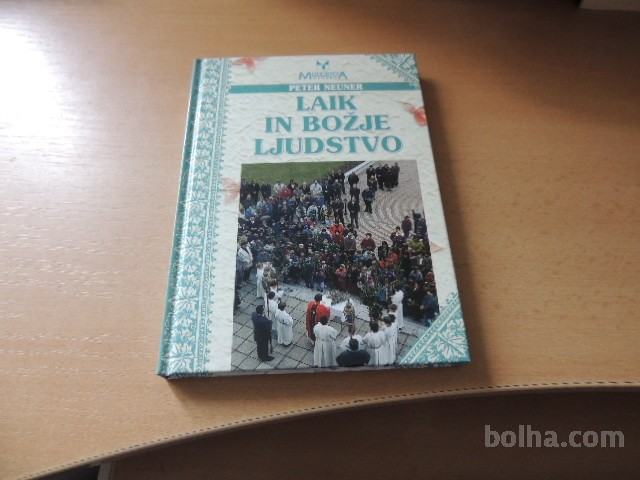 PETER NEUNER
LAIK
IN BOŽJE
LJUDSTVO
bolha.com